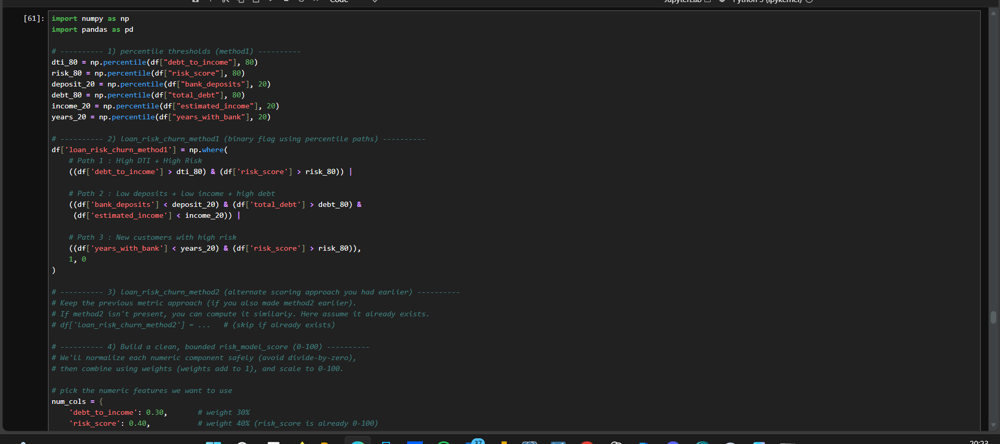 Code
JupyterLab
Python 3 (ipykernel)
[61]:
import numpy as np
import pandas as pd
# ---------- 1) percentile thresholds (method1) ----------
dti_80 = np.percentile(df["debt_to_income"], 80)
risk_80 = np.percentile(df["risk_score"], 80)
deposit_20 = np.percentile(df["bank_deposits"], 20)
debt_80 = np.percentile(df["total_debt"], 80)
income_20 = np.percentile(df["estimated_income"], 20)
years_20 = np.percentile(df["years_with_bank"], 20)
# ---------- 2) loan_risk_churn_method1 (binary flag using percentile paths) ----------
df['loan_risk_churn_method1'] = np.where(
    # Path 1 : High DTI + High Risk
    ((df['debt_to_income'] > dti_80) & (df['risk_score'] > risk_80)) |
    # Path 2 : Low deposits + low income + high debt
    ((df['bank_deposits'] < deposit_20) & (df['total_debt'] > debt_80) &
     (df['estimated_income'] < income_20)) |
    # Path 3 : New customers with high risk
    ((df['years_with_bank'] < years_20) & (df['risk_score'] > risk_80)),
    1, 0
)
# ---------- 3) loan_risk_churn_method2 (alternate scoring approach you had earlier) ----------
# Keep the previous metric approach (if you also made method2 earlier).
# If method2 isn't present, you can compute it similarly. Here assume it already exists.
# df['loan_risk_churn_method2'] = ...   # (skip if already exists)
# ---------- 4) Build a clean, bounded risk_model_score (0-100) ----------
# We'll normalize each numeric component safely (avoid divide-by-zero),
# then combine using weights (weights add to 1), and scale to 0-100.
# pick the numeric features we want to use
num_cols = {
    'debt_to_income': 0.30,       # weight 30%
    'risk_score': 0.40,           # weight 40% (risk_score is already 0-100)
37
20:23